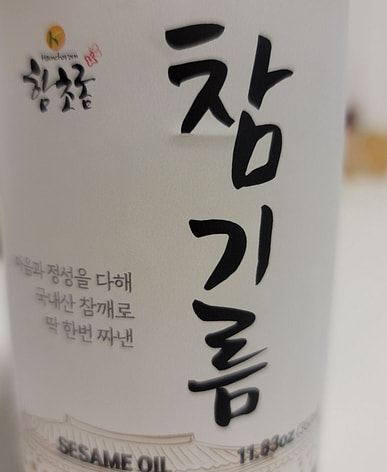 함초롬
참기름
마음과 정성을 다해
국내산 참깨로
딱 한번 짜낸
SESAME OIL
11.83oz